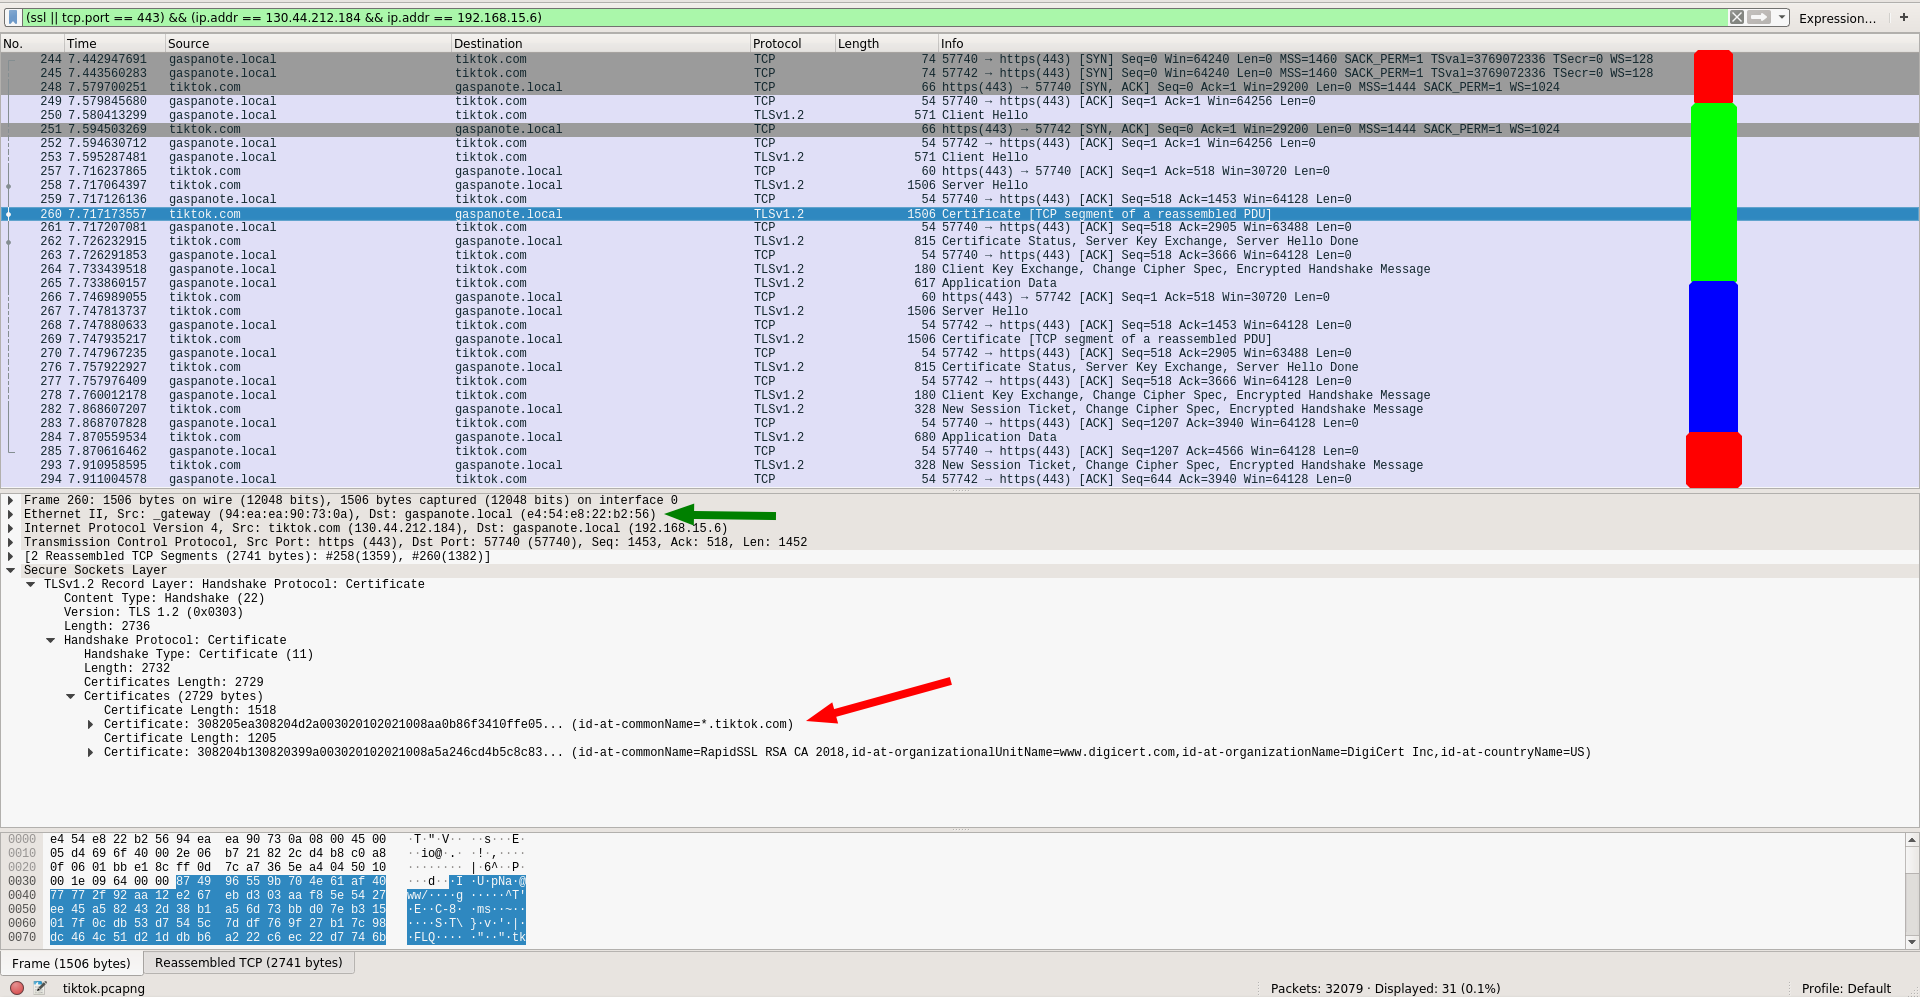 (ssl || tcp.port == 443) && (ip.addr == 130.44.212.184 && ip.addr == 192.168.15.6) Expression... +
No. Time Source Destination Protocol Length Info
244 7.442947691 gaspanote.local tiktok.com TCP 74 57740 → https(443) [SYN] Seq=0 Win=64240 Len=0 MSS=1460 SACK_PERM=1 TSval=3769072336 TSecr=0 WS=128
245 7.443560283 gaspanote.local tiktok.com TCP 74 57742 → https(443) [SYN] Seq=0 Win=64240 Len=0 MSS=1460 SACK_PERM=1 TSval=3769072336 TSecr=0 WS=128
248 7.579700251 tiktok.com gaspanote.local TCP 66 https(443) → 57740 [SYN, ACK] Seq=0 Ack=1 Win=29200 Len=0 MSS=1444 SACK_PERM=1 WS=1024
249 7.579845680 gaspanote.local tiktok.com TCP 54 57740 → https(443) [ACK] Seq=1 Ack=1 Win=64256 Len=0
250 7.580413299 gaspanote.local tiktok.com TLSv1.2 571 Client Hello
251 7.594503269 tiktok.com gaspanote.local TCP 66 https(443) → 57742 [SYN, ACK] Seq=0 Ack=1 Win=29200 Len=0 MSS=1444 SACK_PERM=1 WS=1024
252 7.594630712 gaspanote.local tiktok.com TCP 54 57742 → https(443) [ACK] Seq=1 Ack=1 Win=64256 Len=0
253 7.595287481 gaspanote.local tiktok.com TLSv1.2 571 Client Hello
257 7.716237865 tiktok.com gaspanote.local TCP 60 https(443) → 57740 [ACK] Seq=1 Ack=518 Win=30720 Len=0
258 7.717064397 tiktok.com gaspanote.local TLSv1.2 1506 Server Hello
259 7.717126136 gaspanote.local tiktok.com TCP 54 57740 → https(443) [ACK] Seq=518 Ack=1453 Win=64128 Len=0
260 7.717173557 tiktok.com gaspanote.local TLSv1.2 1506 Certificate [TCP segment of a reassembled PDU]
261 7.717207081 gaspanote.local tiktok.com TCP 54 57740 → https(443) [ACK] Seq=518 Ack=2905 Win=63488 Len=0
262 7.726232915 tiktok.com gaspanote.local TLSv1.2 815 Certificate Status, Server Key Exchange, Server Hello Done
263 7.726291853 gaspanote.local tiktok.com TCP 54 57740 → https(443) [ACK] Seq=518 Ack=3666 Win=64128 Len=0
264 7.733439518 gaspanote.local tiktok.com TLSv1.2 180 Client Key Exchange, Change Cipher Spec, Encrypted Handshake Message
265 7.733860157 gaspanote.local tiktok.com TLSv1.2 617 Application Data
266 7.746989055 tiktok.com gaspanote.local TCP 60 https(443) → 57742 [ACK] Seq=1 Ack=518 Win=30720 Len=0
267 7.747813737 tiktok.com gaspanote.local TLSv1.2 1506 Server Hello
268 7.747880633 gaspanote.local tiktok.com TCP 54 57742 → https(443) [ACK] Seq=518 Ack=1453 Win=64128 Len=0
269 7.747935217 tiktok.com gaspanote.local TLSv1.2 1506 Certificate [TCP segment of a reassembled PDU]
270 7.747967235 gaspanote.local tiktok.com TCP 54 57742 → https(443) [ACK] Seq=518 Ack=2905 Win=63488 Len=0
276 7.757922927 tiktok.com gaspanote.local TLSv1.2 815 Certificate Status, Server Key Exchange, Server Hello Done
277 7.757976409 gaspanote.local tiktok.com TCP 54 57742 → https(443) [ACK] Seq=518 Ack=3666 Win=64128 Len=0
278 7.760012178 gaspanote.local tiktok.com TLSv1.2 180 Client Key Exchange, Change Cipher Spec, Encrypted Handshake Message
282 7.868607207 tiktok.com gaspanote.local TLSv1.2 328 New Session Ticket, Change Cipher Spec, Encrypted Handshake Message
283 7.868707828 gaspanote.local tiktok.com TCP 54 57740 → https(443) [ACK] Seq=1207 Ack=3940 Win=64128 Len=0
284 7.870559534 tiktok.com gaspanote.local TLSv1.2 680 Application Data
285 7.870616462 gaspanote.local tiktok.com TCP 54 57740 → https(443) [ACK] Seq=1207 Ack=4566 Win=64128 Len=0
293 7.910958595 tiktok.com gaspanote.local TLSv1.2 328 New Session Ticket, Change Cipher Spec, Encrypted Handshake Message
294 7.911004578 gaspanote.local tiktok.com TCP 54 57742 → https(443) [ACK] Seq=644 Ack=3940 Win=64128 Len=0
Frame 260: 1506 bytes on wire (12048 bits), 1506 bytes captured (12048 bits) on interface 0
Ethernet II, Src: _gateway (94:ea:ea:90:73:0a), Dst: gaspanote.local (e4:54:e8:22:b2:56)
Internet Protocol Version 4, Src: tiktok.com (130.44.212.184), Dst: gaspanote.local (192.168.15.6)
Transmission Control Protocol, Src Port: https (443), Dst Port: 57740 (57740), Seq: 1453, Ack: 518, Len: 1452
[2 Reassembled TCP Segments (2741 bytes): #258(1359), #260(1382)]
Secure Sockets Layer
TLSv1.2 Record Layer: Handshake Protocol: Certificate
Content Type: Handshake (22)
Version: TLS 1.2 (0x0303)
Length: 2736
Handshake Protocol: Certificate
Handshake Type: Certificate (11)
Length: 2732
Certificates Length: 2729
Certificates (2729 bytes)
Certificate Length: 1518
Certificate: 308205ea308204d2a003020102021008aa0b86f3410ffe05... (id-at-commonName=*.tiktok.com)
Certificate Length: 1205
Certificate: 308204b130820399a003020102021008a5a246cd4b5c8c83... (id-at-commonName=RapidSSL RSA CA 2018,id-at-organizationalUnitName=www.digicert.com,id-at-organizationName=DigiCert Inc,id-at-countryName=US)
0000 e4 54 e8 22 b2 56 94 ea ea 90 73 0a 08 00 45 00 ·T·"·V·· ··s···E·
0010 05 d4 69 6f 40 00 2e 06 b7 21 82 2c d4 b8 c0 a8 ··io@·.· ·!·,····
0020 0f 06 01 bb e1 8c ff 0d 7c a7 36 5e a4 04 50 10 ········ |·6^··P·
0030 00 1e 09 64 00 00 87 49 96 55 9b 70 4e 61 af 40 ···d···I ·U·pNa·@
0040 77 77 2f 92 aa 12 e2 67 eb d3 03 aa f8 5e 54 27 ww/····g ·····^T'
0050 ee 45 a5 82 43 2d 38 b1 a5 6d 73 bb d0 7e b3 15 ·E··C-8· ·ms··~··
0060 01 7f 0c db 53 d7 54 5c 7d df 76 9f 27 b1 7c 98 ····S·T\ }·v·'·|·
0070 dc 46 4c 51 d2 1d db b6 a2 22 c6 ec 22 d7 74 6b ·FLQ···· ·"··"·tk
Frame (1506 bytes) Reassembled TCP (2741 bytes)
tiktok.pcapng Packets: 32079 · Displayed: 31 (0.1%) Profile: Default